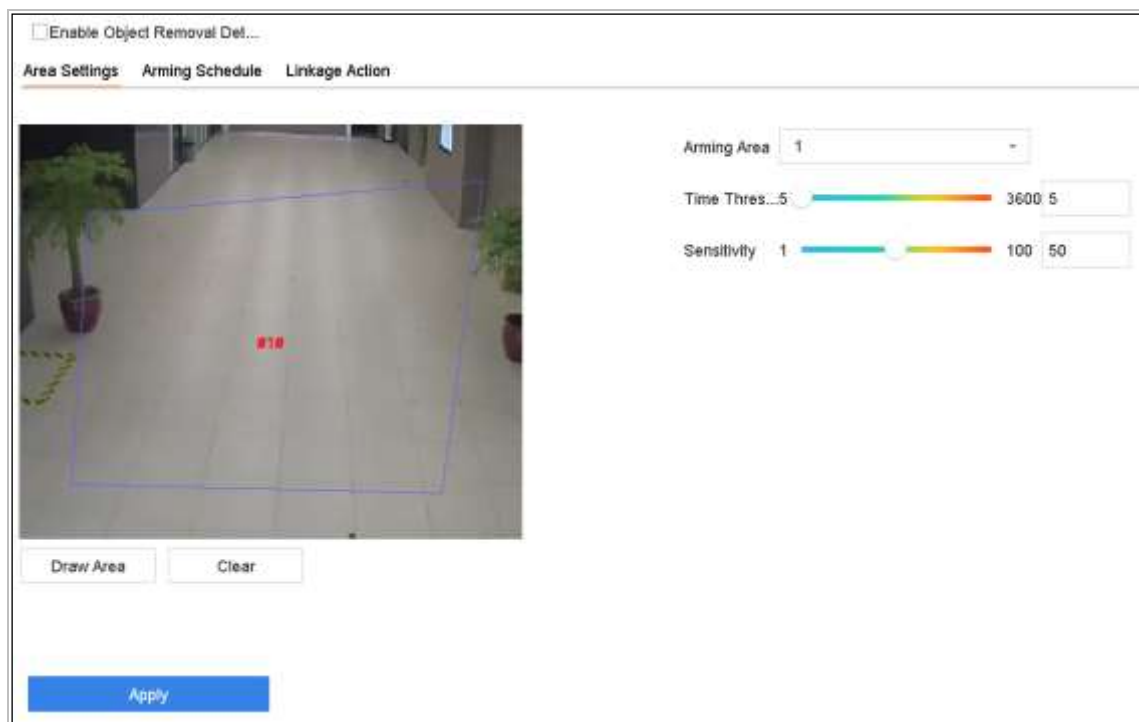 Enable Object Removal Det...
Area Settings Arming Schedule Linkage Action
Arming Area 1
Time Thres...5 3600 5
Sensitivity 1 100 50
#1#
Draw Area Clear
Apply